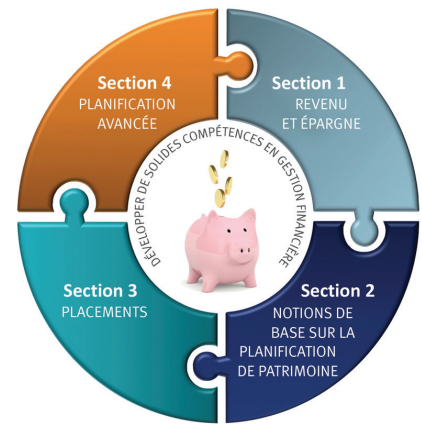 Section 1
REVENU
ET ÉPARGNE
Section 2
NOTIONS DE
BASE SUR LA
PLANIFICATION
DE PATRIMOINE
Section 3
PLACEMENTS
Section 4
PLANIFICATION
AVANCÉE
DÉVELOPPER DE SOLIDES COMPÉTENCES EN GESTION FINANCIÈRE